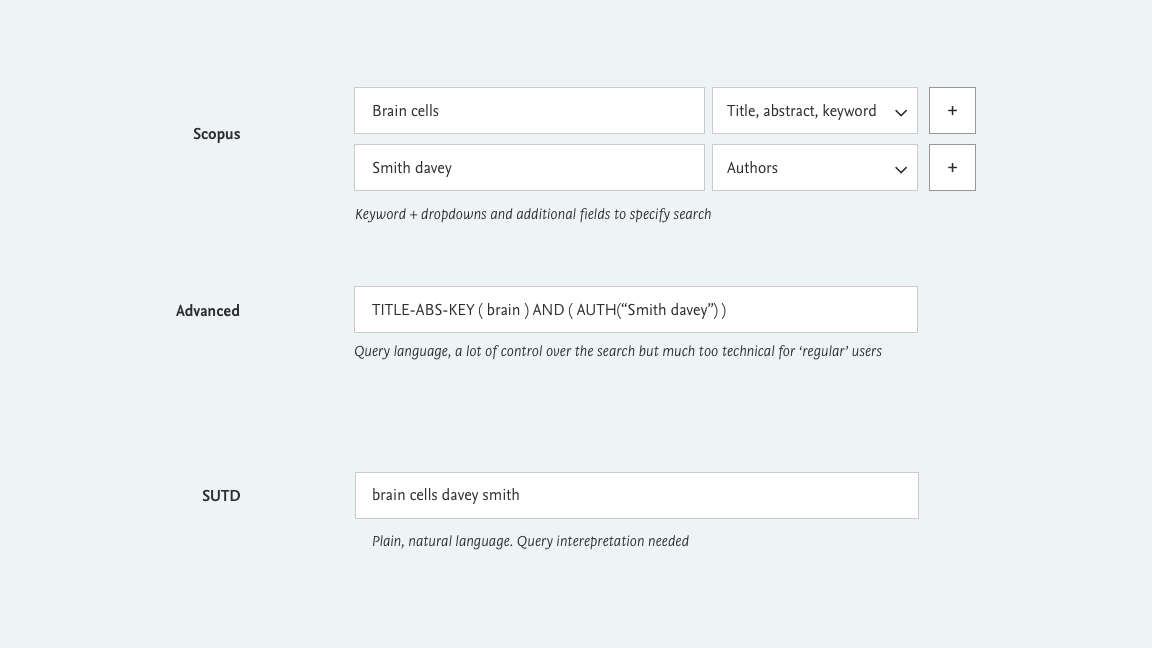 Scopus
Brain cells
Title, abstract, keyword
+
Smith davey
Authors
+
Keyword + dropdowns and additional fields to specify search
Advanced
TITLE-ABS-KEY ( brain ) AND ( AUTH(“Smith davey”) )
Query language, a lot of control over the search but much too technical for ‘regular’ users
SUTD
brain cells davey smith
Plain, natural language. Query interepretation needed